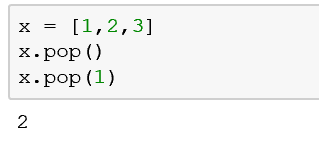 x = [1,2,3]
x.pop()
x.pop(1)
2